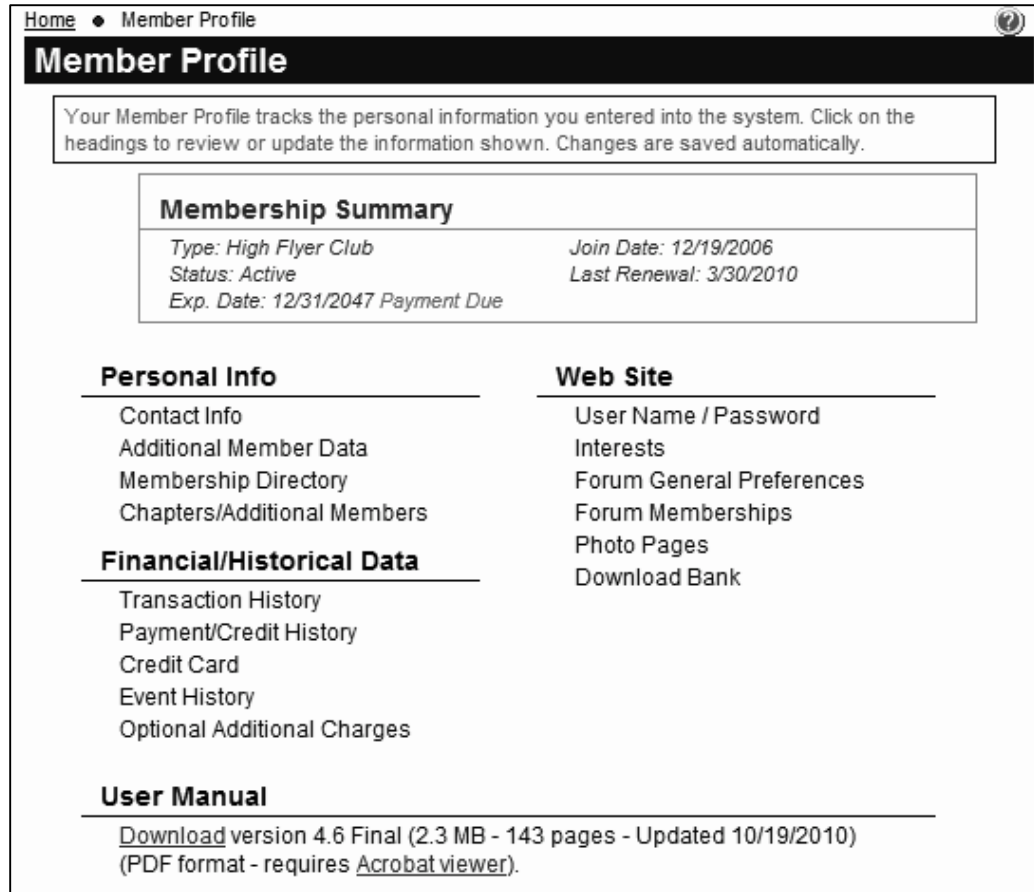 Home ● Member Profile
Member Profile
Your Member Profile tracks the personal information you entered into the system. Click on the
headings to review or update the information shown. Changes are saved automatically.
Membership Summary
Type: High Flyer Club
Status: Active
Exp. Date: 12/31/2047 Payment Due
Join Date: 12/19/2006
Last Renewal: 3/30/2010
Personal Info
Contact Info
Additional Member Data
Membership Directory
Chapters/Additional Members
Financial/Historical Data
Transaction History
Payment/Credit History
Credit Card
Event History
Optional Additional Charges
Web Site
User Name / Password
Interests
Forum General Preferences
Forum Memberships
Photo Pages
Download Bank
User Manual
Download version 4.6 Final (2.3 MB - 143 pages - Updated 10/19/2010)
(PDF format - requires Acrobat viewer).